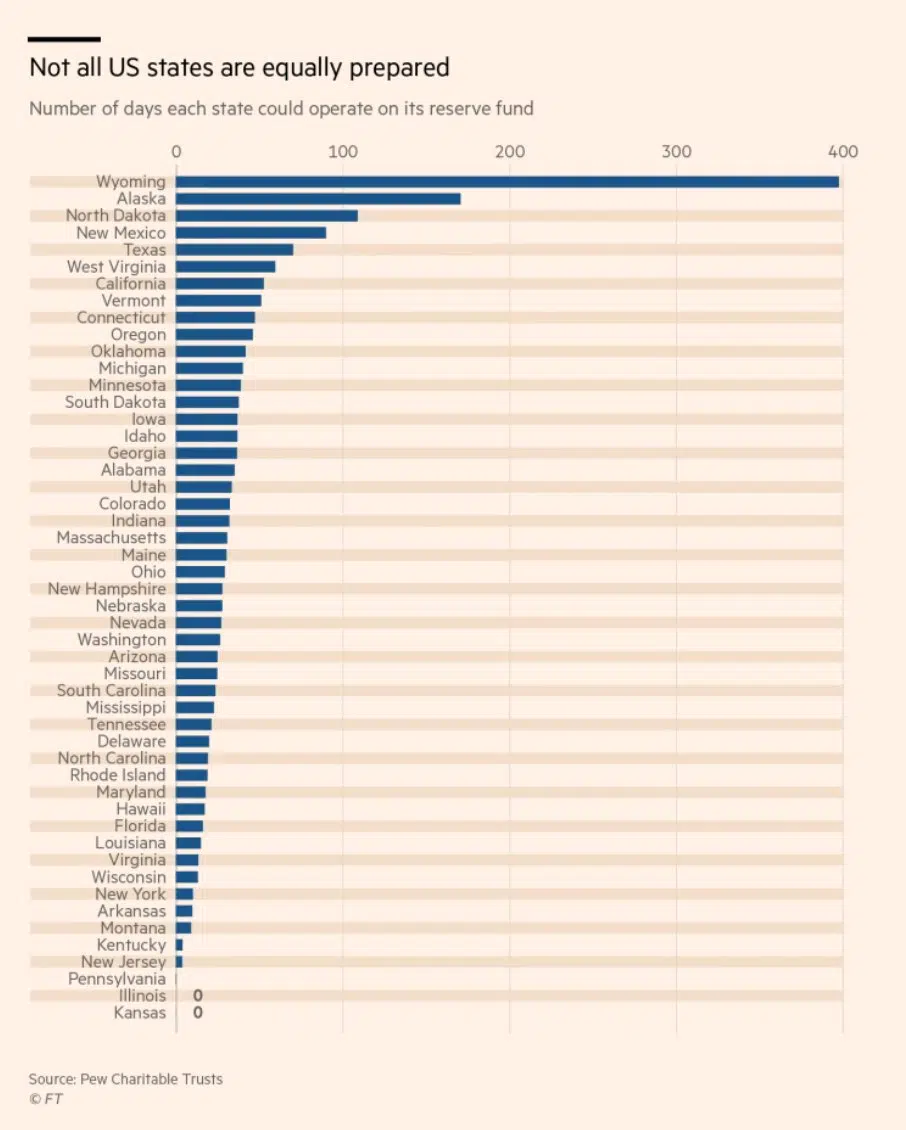 Not all US states are equally prepared
Number of days each state could operate on its reserve fund
0 100 200 300 400
Wyoming
Alaska
North Dakota
New Mexico
Texas
West Virginia
California
Vermont
Connecticut
Oregon
Oklahoma
Michigan
Minnesota
South Dakota
Iowa
Idaho
Georgia
Alabama
Utah
Colorado
Indiana
Massachusetts
Maine
Ohio
New Hampshire
Nebraska
Nevada
Washington
Arizona
Missouri
South Carolina
Mississippi
Tennessee
Delaware
North Carolina
Rhode Island
Maryland
Hawaii
Florida
Louisiana
Virginia
Wisconsin
New York
Arkansas
Montana
Kentucky
New Jersey
Pennsylvania
Illinois 0
Kansas 0
Source: Pew Charitable Trusts
© FT